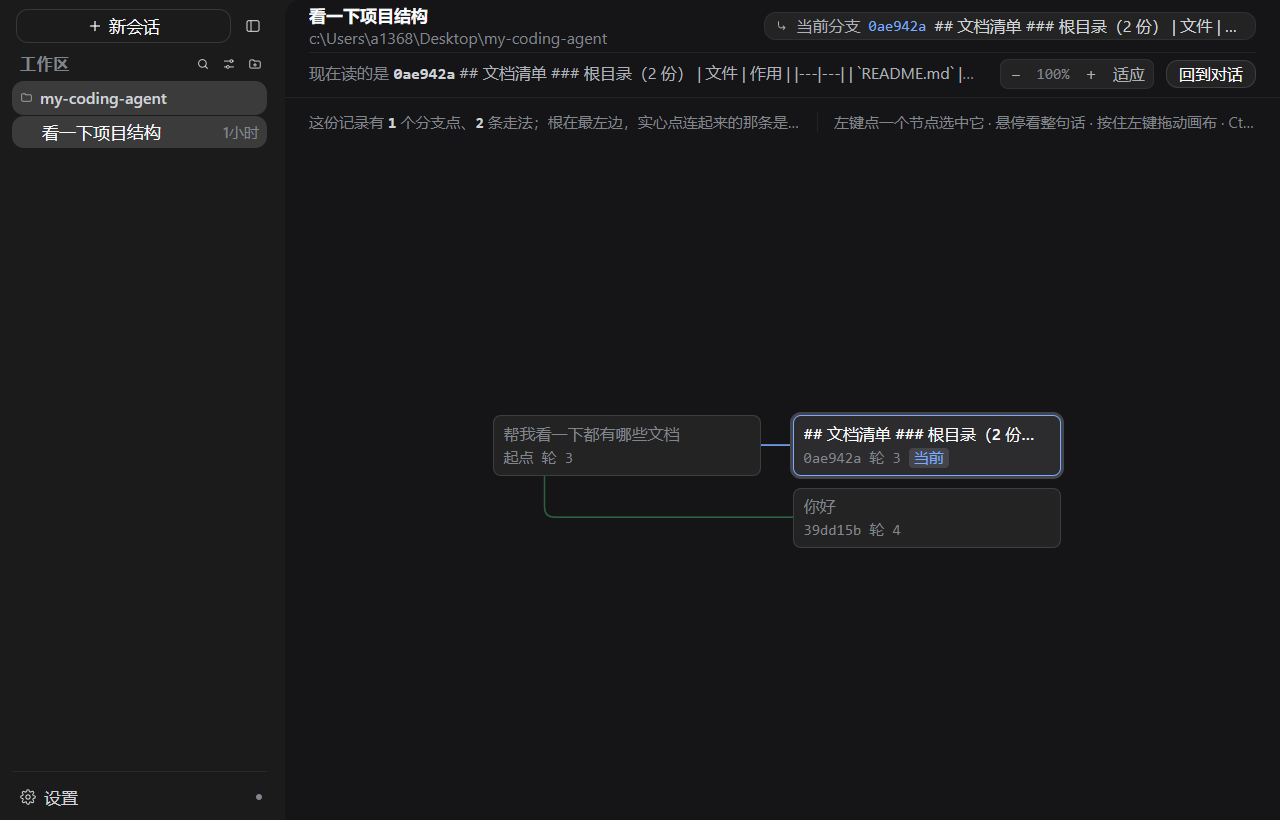 + 新会话
工作区
my-coding-agent
看一下项目结构 1小时
设置
看一下项目结构
c:\Users\a1368\Desktop\my-coding-agent
当前分支 0ae942a ## 文档清单 ### 根目录（2 份） | 文件 | ...
现在读的是 0ae942a ## 文档清单 ### 根目录（2 份） | 文件 | 作用 | |---|---| | `README.md` |...
− 100% + 适应
回到对话
这份记录有 1 个分支点、2 条走法；根在最左边，实心点连起来的那条是...
左键点一个节点选中它 · 悬停看整句话 · 按住左键拖动画布 · Ct...
帮我看一下都有哪些文档
起点 轮 3
## 文档清单 ### 根目录（2 份...
0ae942a 轮 3 当前
你好
39dd15b 轮 4